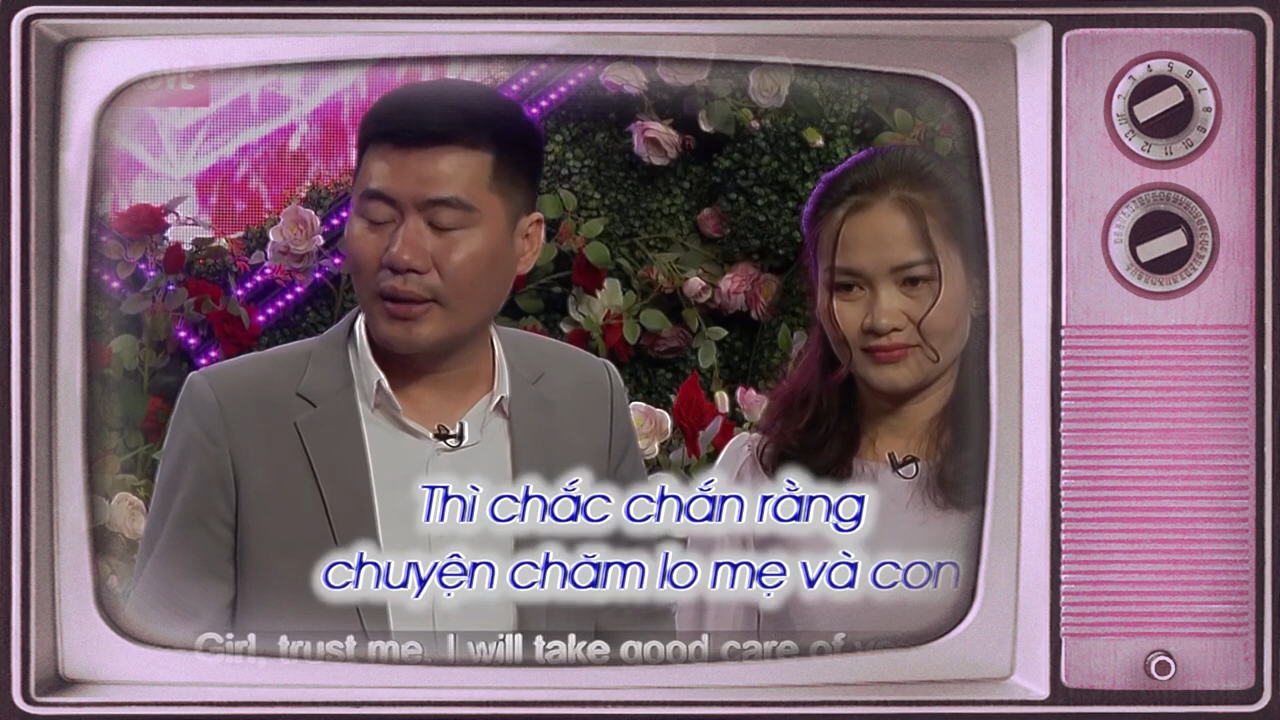 Thì chắc chắn rằng
chuyện chăm lo mẹ và con
Girl, trust me. I will take good care of